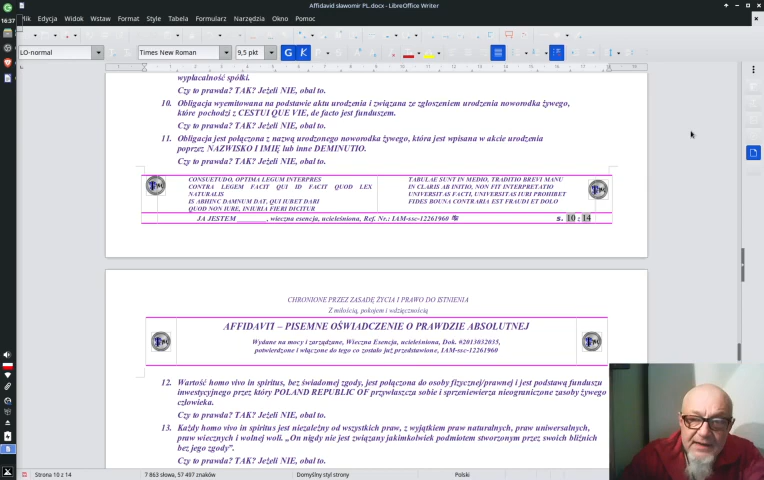 Affidavid sławomir PL.docx - LibreOffice Writer
16:37
Plik Edycja Widok Wstaw Format Style Tabela Formularz Narzędzia Okno Pomoc
LO-normal Times New Roman 9,5 pkt G K
wypłacalność spółki.
Czy to prawda? TAK? Jeżeli NIE, obal to.
10. Obligacja wyemitowana na podstawie aktu urodzenia i związana ze zgłoszeniem urodzenia noworodka żywego,
które pochodzi z CESTUI QUE VIE, de facto jest funduszem.
Czy to prawda? TAK? Jeżeli NIE, obal to.
11. Obligacja jest połączona z nazwą urodzonego noworodka żywego, która jest wpisana w akcie urodzenia
poprzez NAZWISKO I IMIĘ lub inne DEMINUTIO.
Czy to prawda? TAK? Jeżeli NIE, obal to.
CONSUETUDO, OPTIMA LEGUM INTERPRES
CONTRA LEGEM FACIT QUI ID FACIT QUOD LEX
NATURALIS
IS ABHINC DAMNUM DAT, QUI IUBET DARI
QUOD NON IURE, INIURIA FIERI DICITUR
TABULAE SUNT IN MEDIO, TRADITIO BREVI MANU
IN CLARIS AB INITIO, NON FIT INTERPRETATIO
UNIVERSITAS FACTI, UNIVERSITAS IURI PROHIBET
FIDES BOUNA CONTRARIA EST FRAUDI ET DOLO
JA JESTEM _______, wieczna esencja, ucieleśniona, Ref. Nr.: IAM-ssc-12261960
s. 10 : 14
CHRONIONE PRZEZ ZASADĘ ŻYCIA I PRAWO DO ISTNIENIA
Z miłością, pokojem i wdzięcznością
AFFIDAVIT – PISEMNE OŚWIADCZENIE O PRAWDZIE ABSOLUTNEJ
Wydane na mocy i zarządzane, Wieczna Esencja, ucieleśniona, Dok. #2013032035,
potwierdzone i włączone do tego co zostało już przedstawione, IAM-ssc-12261960
12. Wartość homo vivo in spiritus, bez świadomej zgody, jest połączona do osoby fizycznej/prawnej i jest podstawą funduszu
inwestycyjnego przez który POLAND REPUBLIC OF przywłaszcza sobie i sprzeniewierza nieograniczone zasoby żywego
człowieka.
Czy to prawda? TAK? Jeżeli NIE, obal to.
13. Każdy homo vivo in spiritus jest niezależny od wszystkich praw, z wyjątkiem praw naturalnych, praw uniwersalnych,
praw wiecznych i wolnej woli. „On nigdy nie jest związany jakimkolwiek podmiotem stworzonym przez swoich bliźnich
bez jego zgody”.
Czy to prawda? TAK? Jeżeli NIE, obal to.
Strona 10 z 14 7 863 słowa, 57 497 znaków Domyślny styl strony Polski